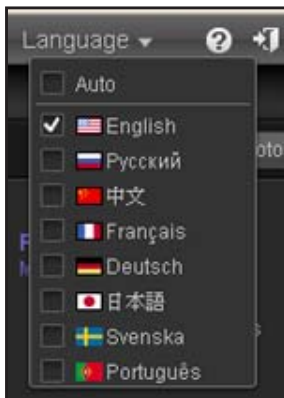 Language
Auto
English
Русский
中文
Français
Deutsch
日本語
Svenska
Português